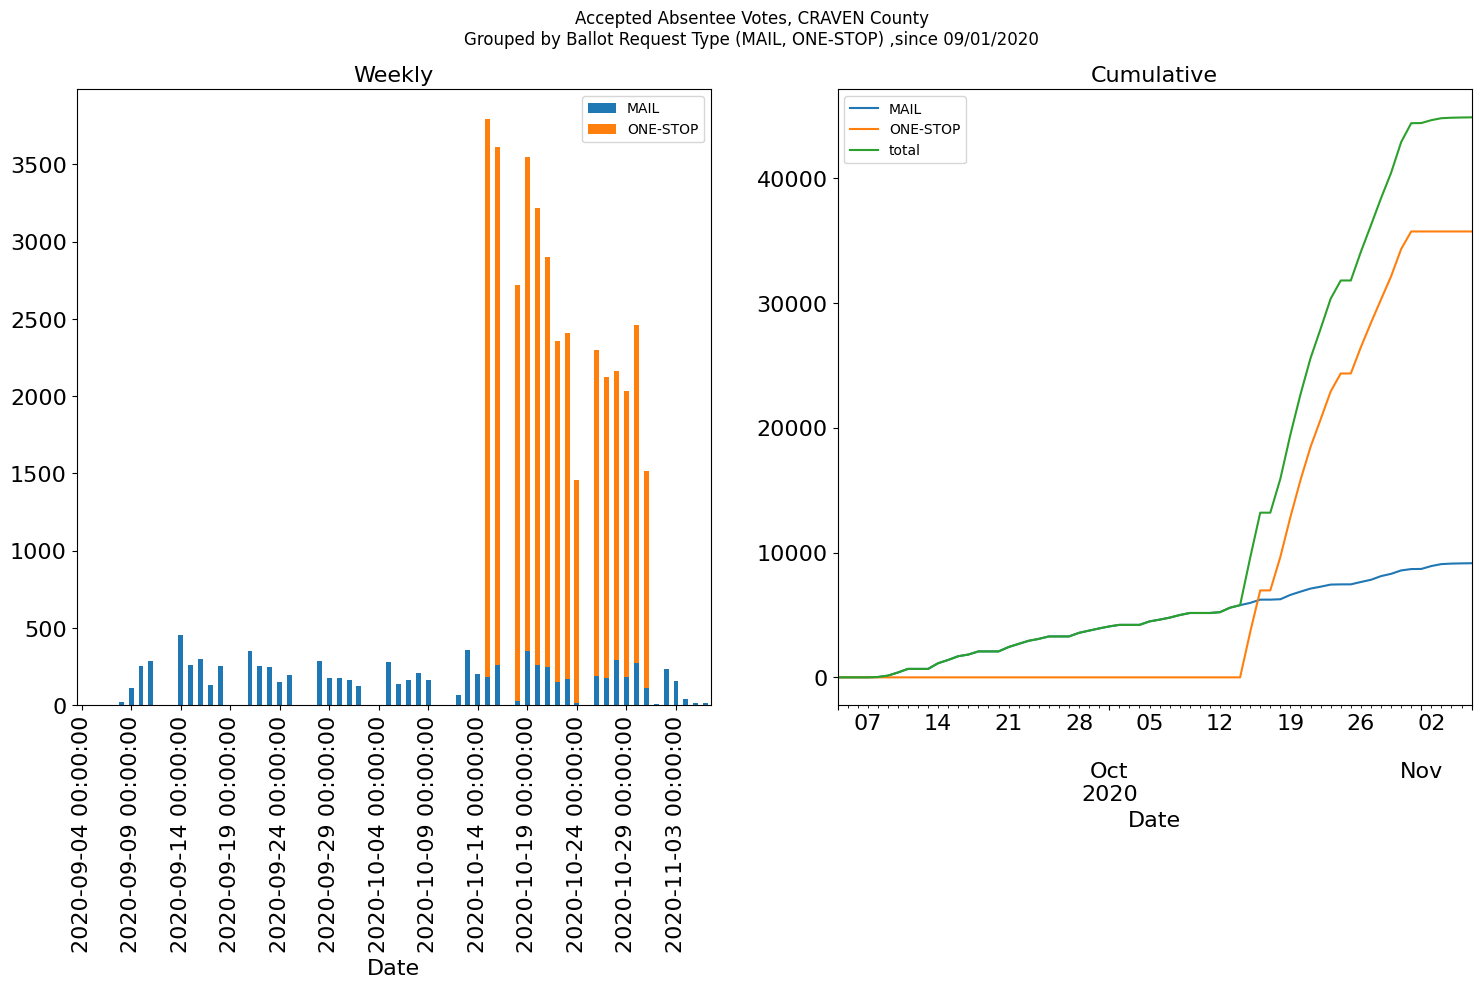 Accepted Absentee Votes, CRAVEN County
Grouped by Ballot Request Type (MAIL, ONE-STOP) ,since 09/01/2020
Weekly
MAIL
ONE-STOP
3500
3000
2500
2000
1500
1000
500
0
2020-09-04 00:00:00
2020-09-09 00:00:00
2020-09-14 00:00:00
2020-09-19 00:00:00
2020-09-24 00:00:00
2020-09-29 00:00:00
2020-10-04 00:00:00
2020-10-09 00:00:00
2020-10-14 00:00:00
2020-10-19 00:00:00
2020-10-24 00:00:00
2020-10-29 00:00:00
2020-11-03 00:00:00
Date
Cumulative
MAIL
ONE-STOP
total
40000
30000
20000
10000
0
07 14 21 28 05 12 19 26 02
Oct Nov
2020
Date